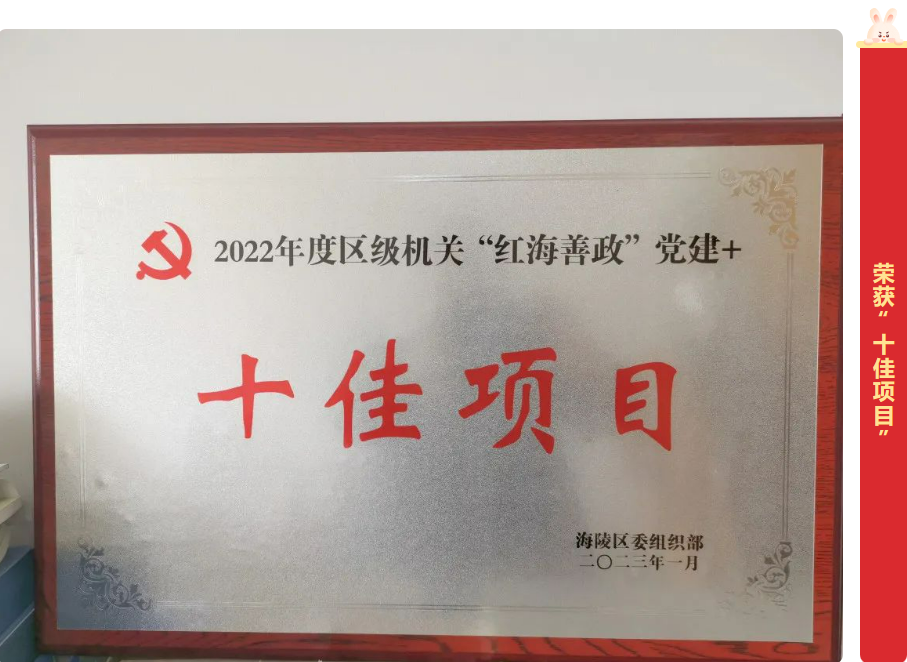 2022年度区级机关“红海善政”党建+
十佳项目
海陵区委组织部
二〇二三年一月
荣获“十佳项目”